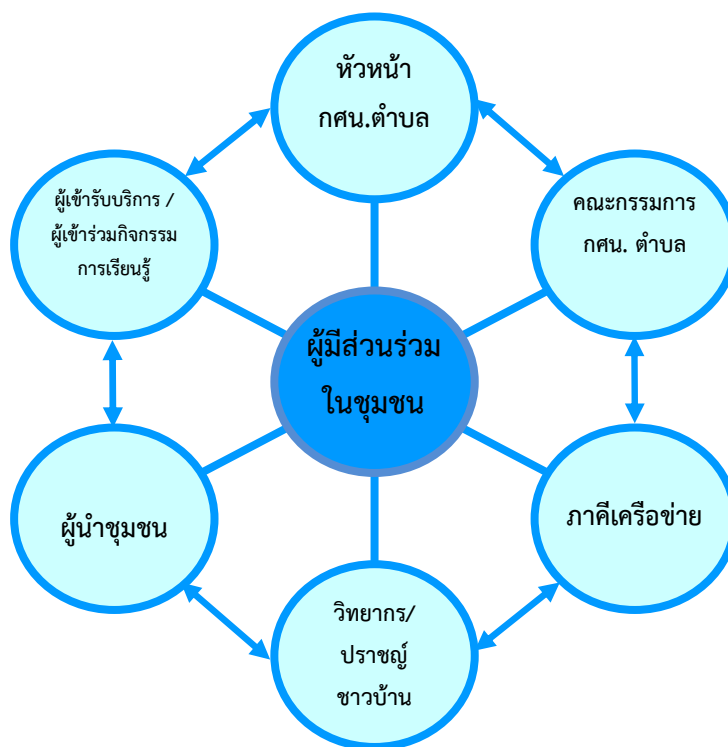 หัวหน้า
กศน.ตำบล
ผู้เข้ารับบริการ /
ผู้เข้าร่วมกิจกรรม
การเรียนรู้
คณะกรรมการ
กศน. ตำบล
ผู้มีส่วนร่วม
ในชุมชน
ผู้นำชุมชน
ภาคีเครือข่าย
วิทยากร/
ปราชญ์
ชาวบ้าน